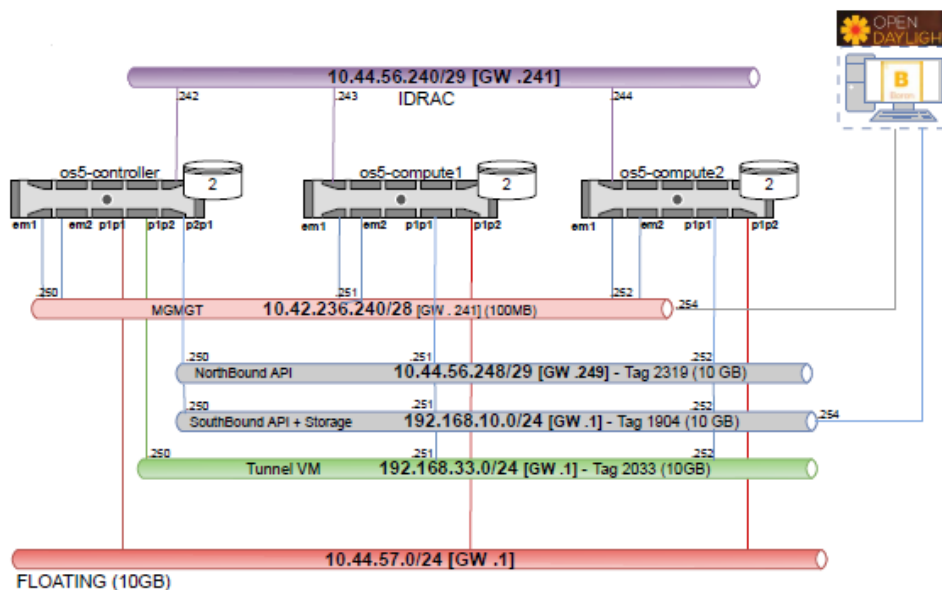 OPEN
DAYLIGHT
B
10.44.56.240/29 [GW .241]
IDRAC
.242
.243
.244
os5-controller
os5-compute1
os5-compute2
2
2
2
em1 em2 p1p1 p1p2 p2p1
em1 em2 p1p1 p1p2
em1 em2 p1p1 p1p2
.250
.251
.252
.254
MGMGT 10.42.236.240/28 [GW . 241] (100MB)
.250
.251
.252
NorthBound API 10.44.56.248/29 [GW .249] - Tag 2319 (10 GB)
.250
.251
.252
.254
SouthBound API + Storage 192.168.10.0/24 [GW .1] - Tag 1904 (10 GB)
.250
.251
.252
Tunnel VM 192.168.33.0/24 [GW .1] - Tag 2033 (10GB)
10.44.57.0/24 [GW .1]
FLOATING (10GB)